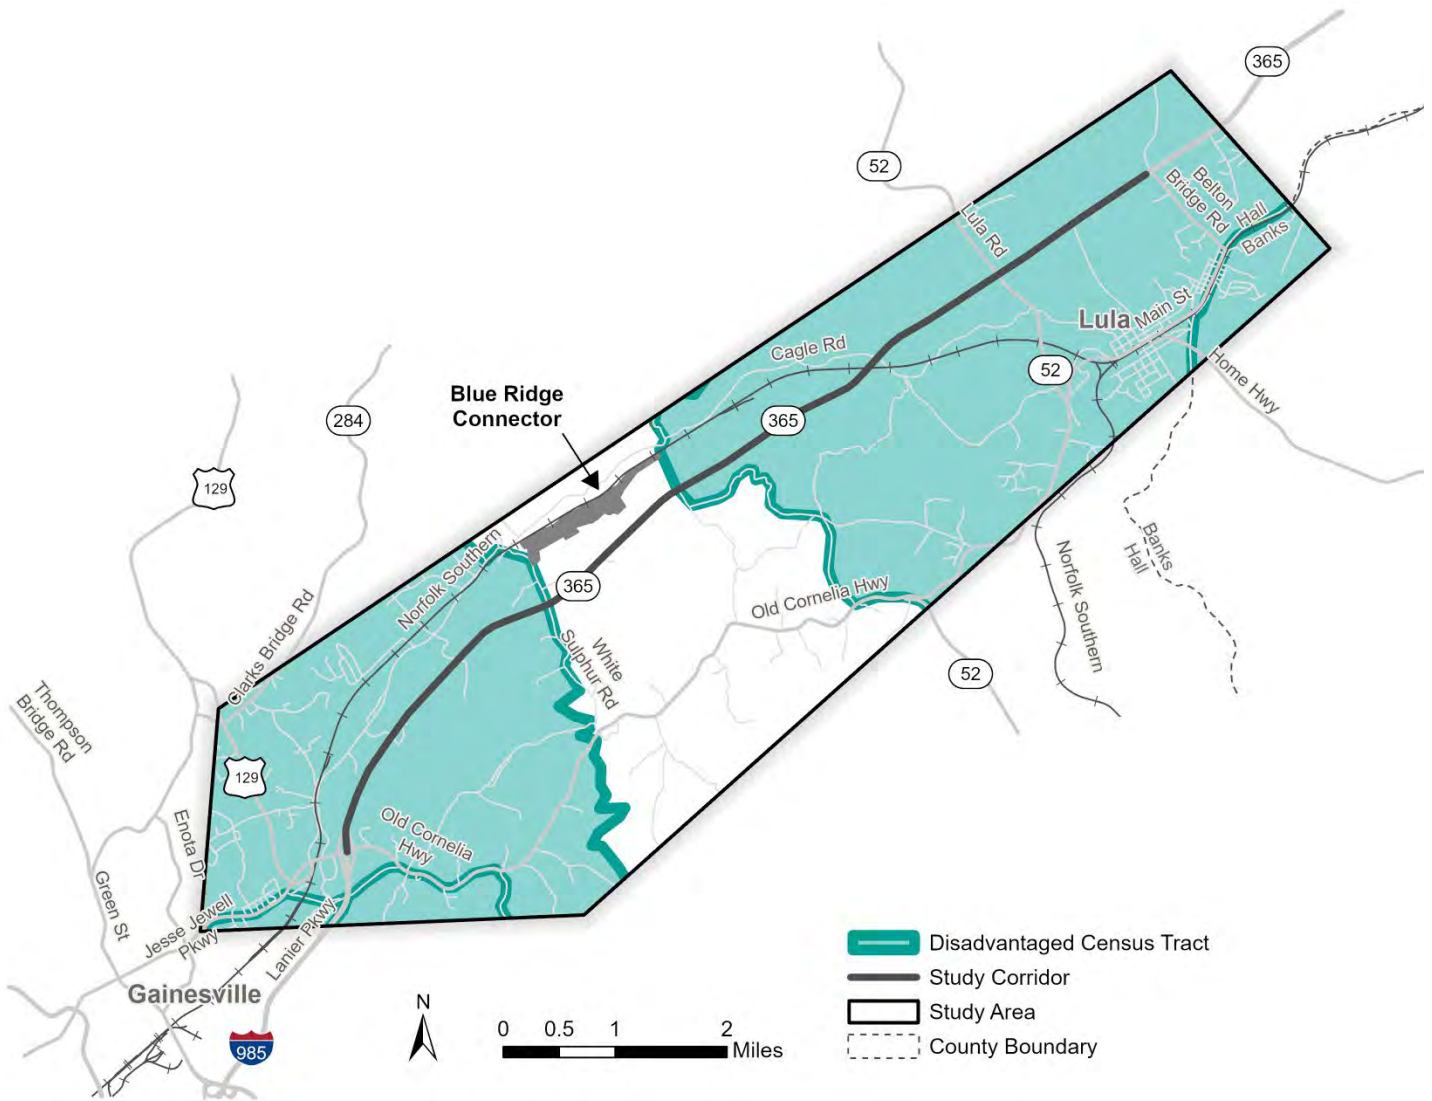 365
52
Belton
Bridge Rd
Hall
Banks
Lula Rd
Lula
Main St
Cagle Rd
52
Home Hwy
Blue Ridge
Connector
284
365
129
Norfolk Southern
365
Old Cornelia Hwy
Banks
Hall
Norfolk Southern
Clarks Bridge Rd
White
Sulphur Rd
52
Thompson
Bridge Rd
129
Enota Dr
Old Cornelia
Hwy
Green St
Jesse Jewell
Pkwy
Lanier Pkwy
Gainesville
985
N
0 0.5 1 2
Miles
Disadvantaged Census Tract
Study Corridor
Study Area
County Boundary